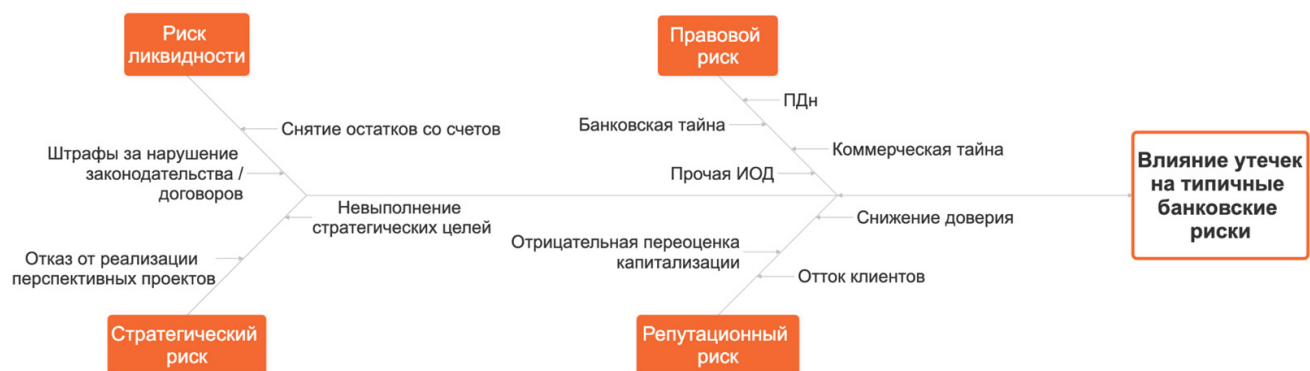 Риск
ликвидности
Правовой
риск
ПДн
Снятие остатков со счетов
Банковская тайна
Штрафы за нарушение
законодательства /
договоров
Коммерческая тайна
Прочая ИОД
Влияние утечек
на типичные
банковские
риски
Невыполнение
стратегических целей
Снижение доверия
Отказ от реализации
перспективных проектов
Отрицательная переоценка
капитализации
Отток клиентов
Стратегический
риск
Репутационный
риск